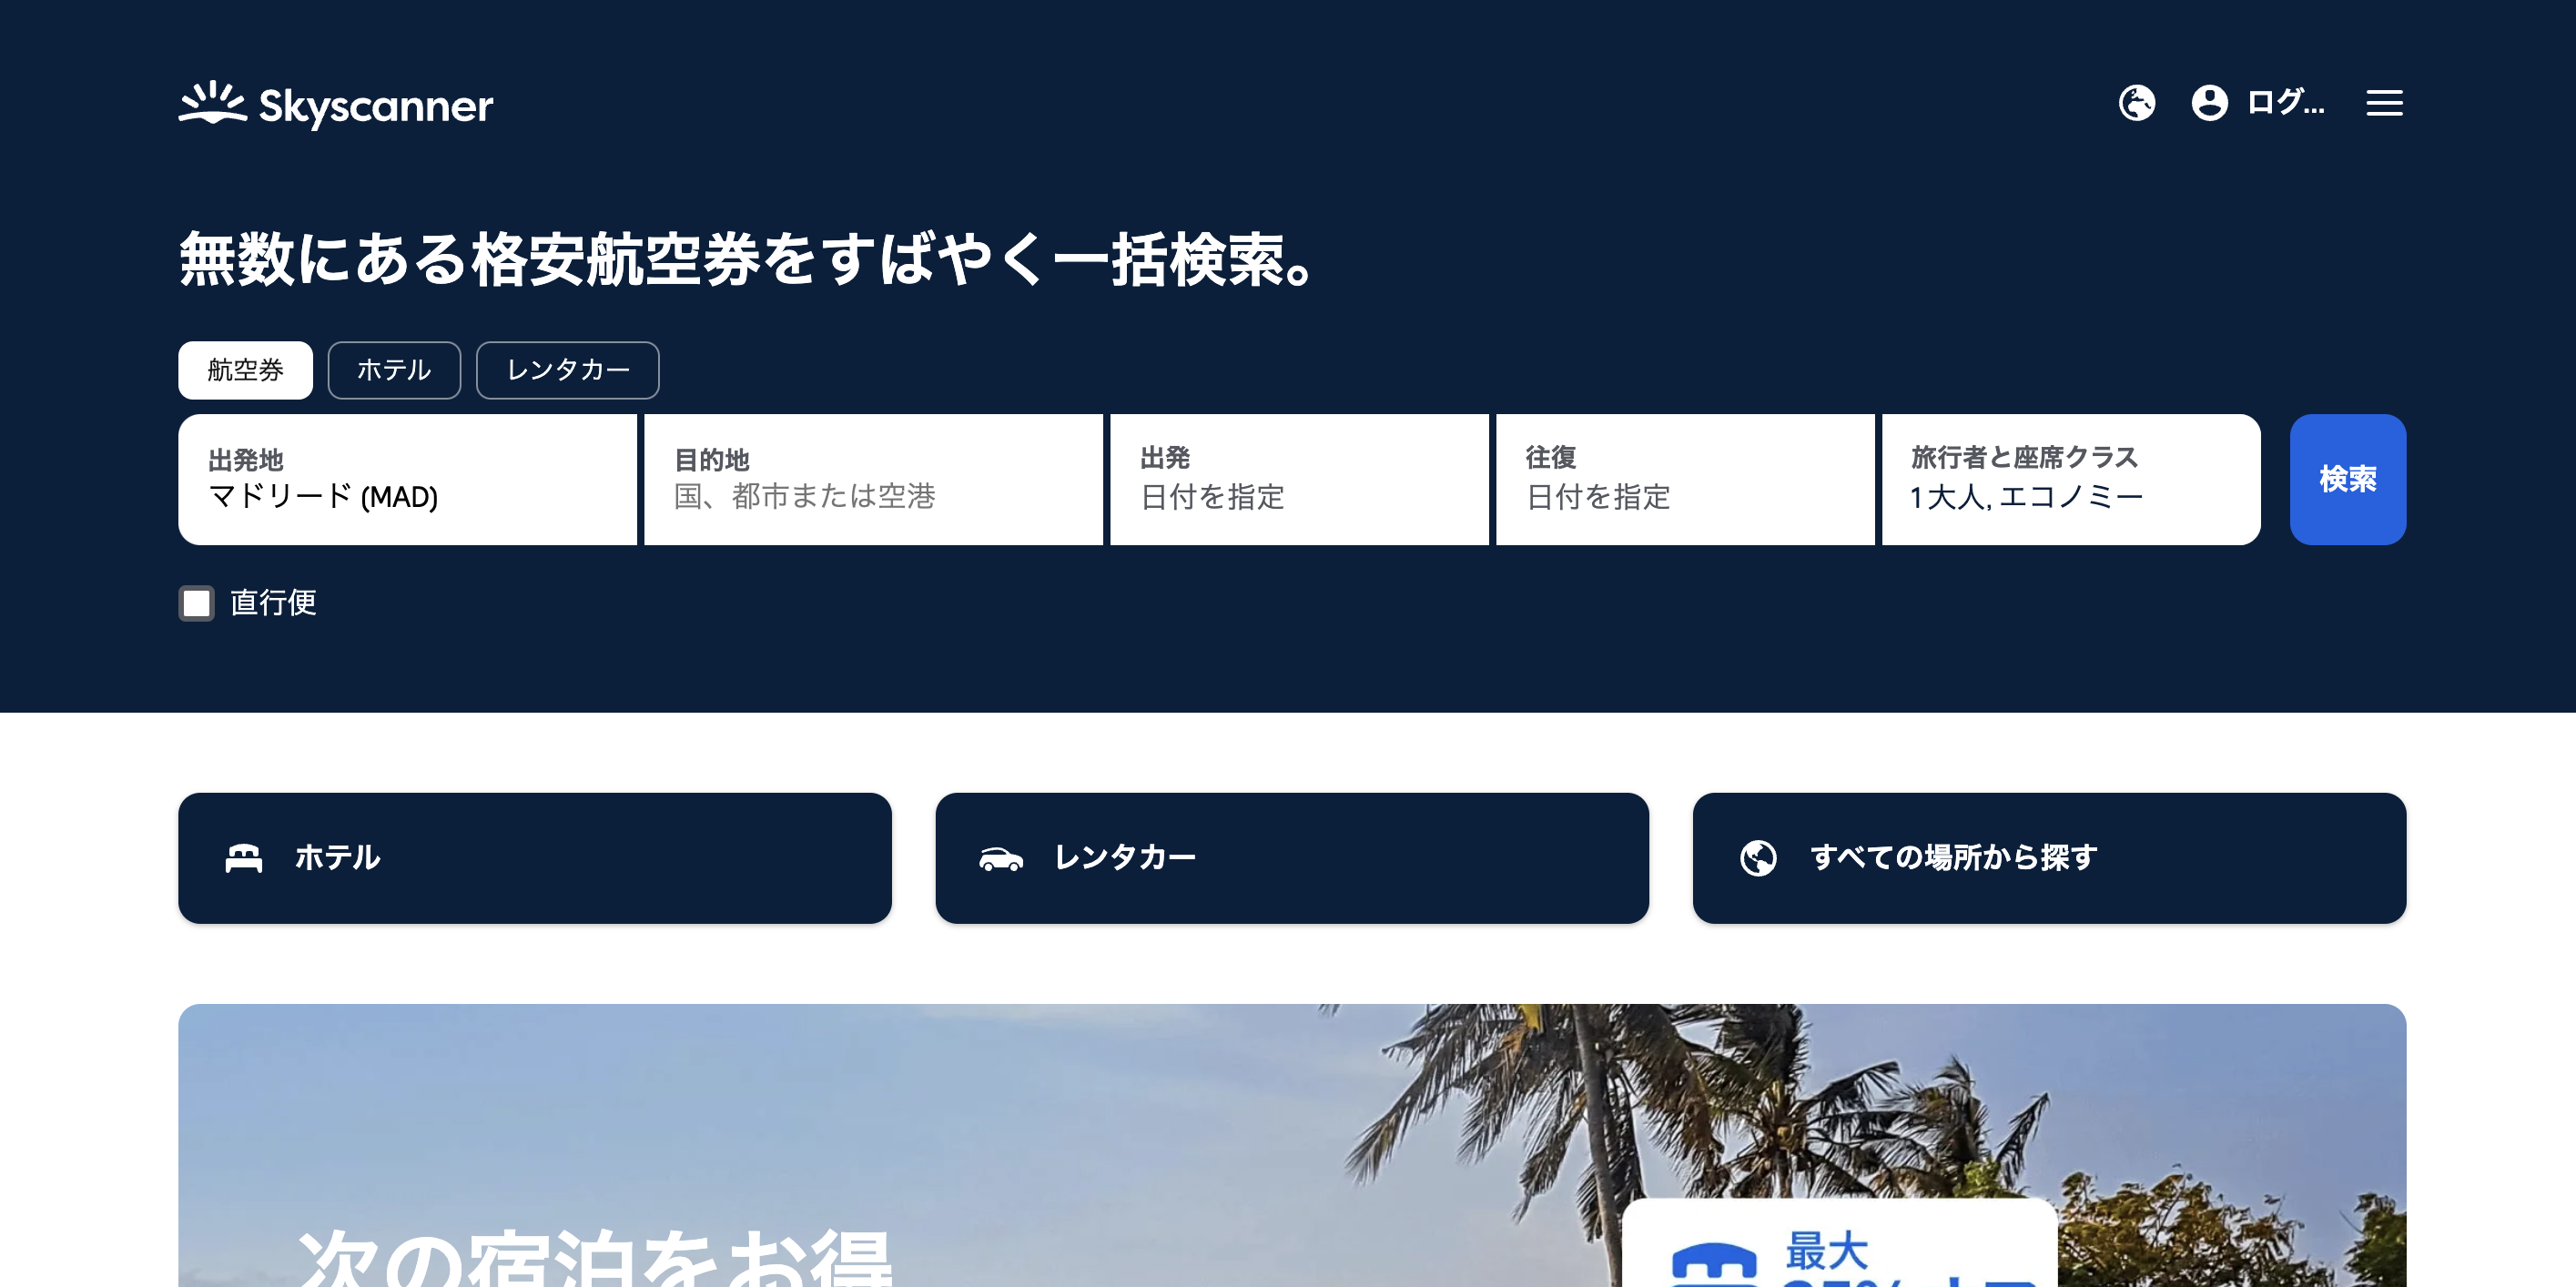 Skyscanner
ログ...
無数にある格安航空券をすばやく一括検索。
航空券
ホテル
レンタカー
出発地
マドリード (MAD)
目的地
国、都市または空港
出発
日付を指定
往復
日付を指定
旅行者と座席クラス
1 大人, エコノミー
検索
直行便
ホテル
レンタカー
すべての場所から探す
次の宿泊をお得
最大